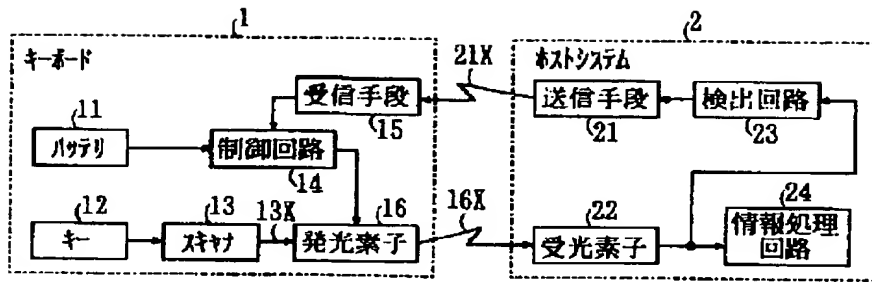 1
キーボード
11
バッテリ
受信手段
15
制御回路
14
12
キー
13
スキャナ
13X
16
発光素子
21X
16X
2
ホストシステム
送信手段
21
検出回路
23
22
受光素子
24
情報処理
回路